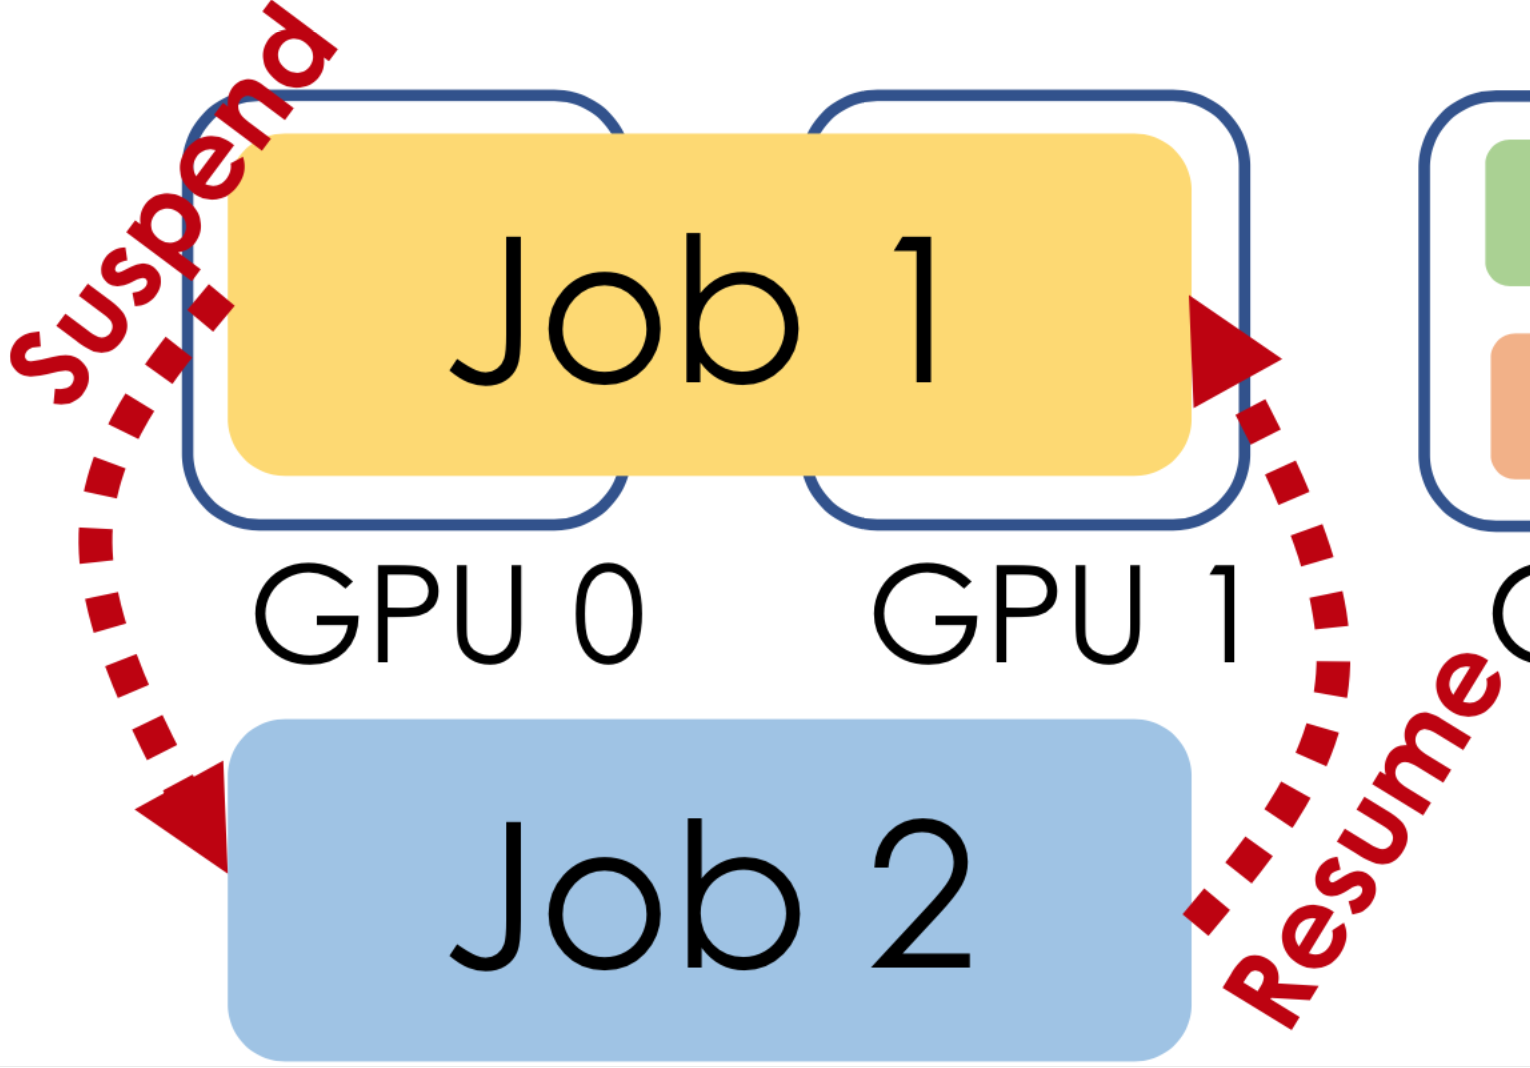 Suspend
Job 1
GPU 0
GPU 1
Job 2
Resume